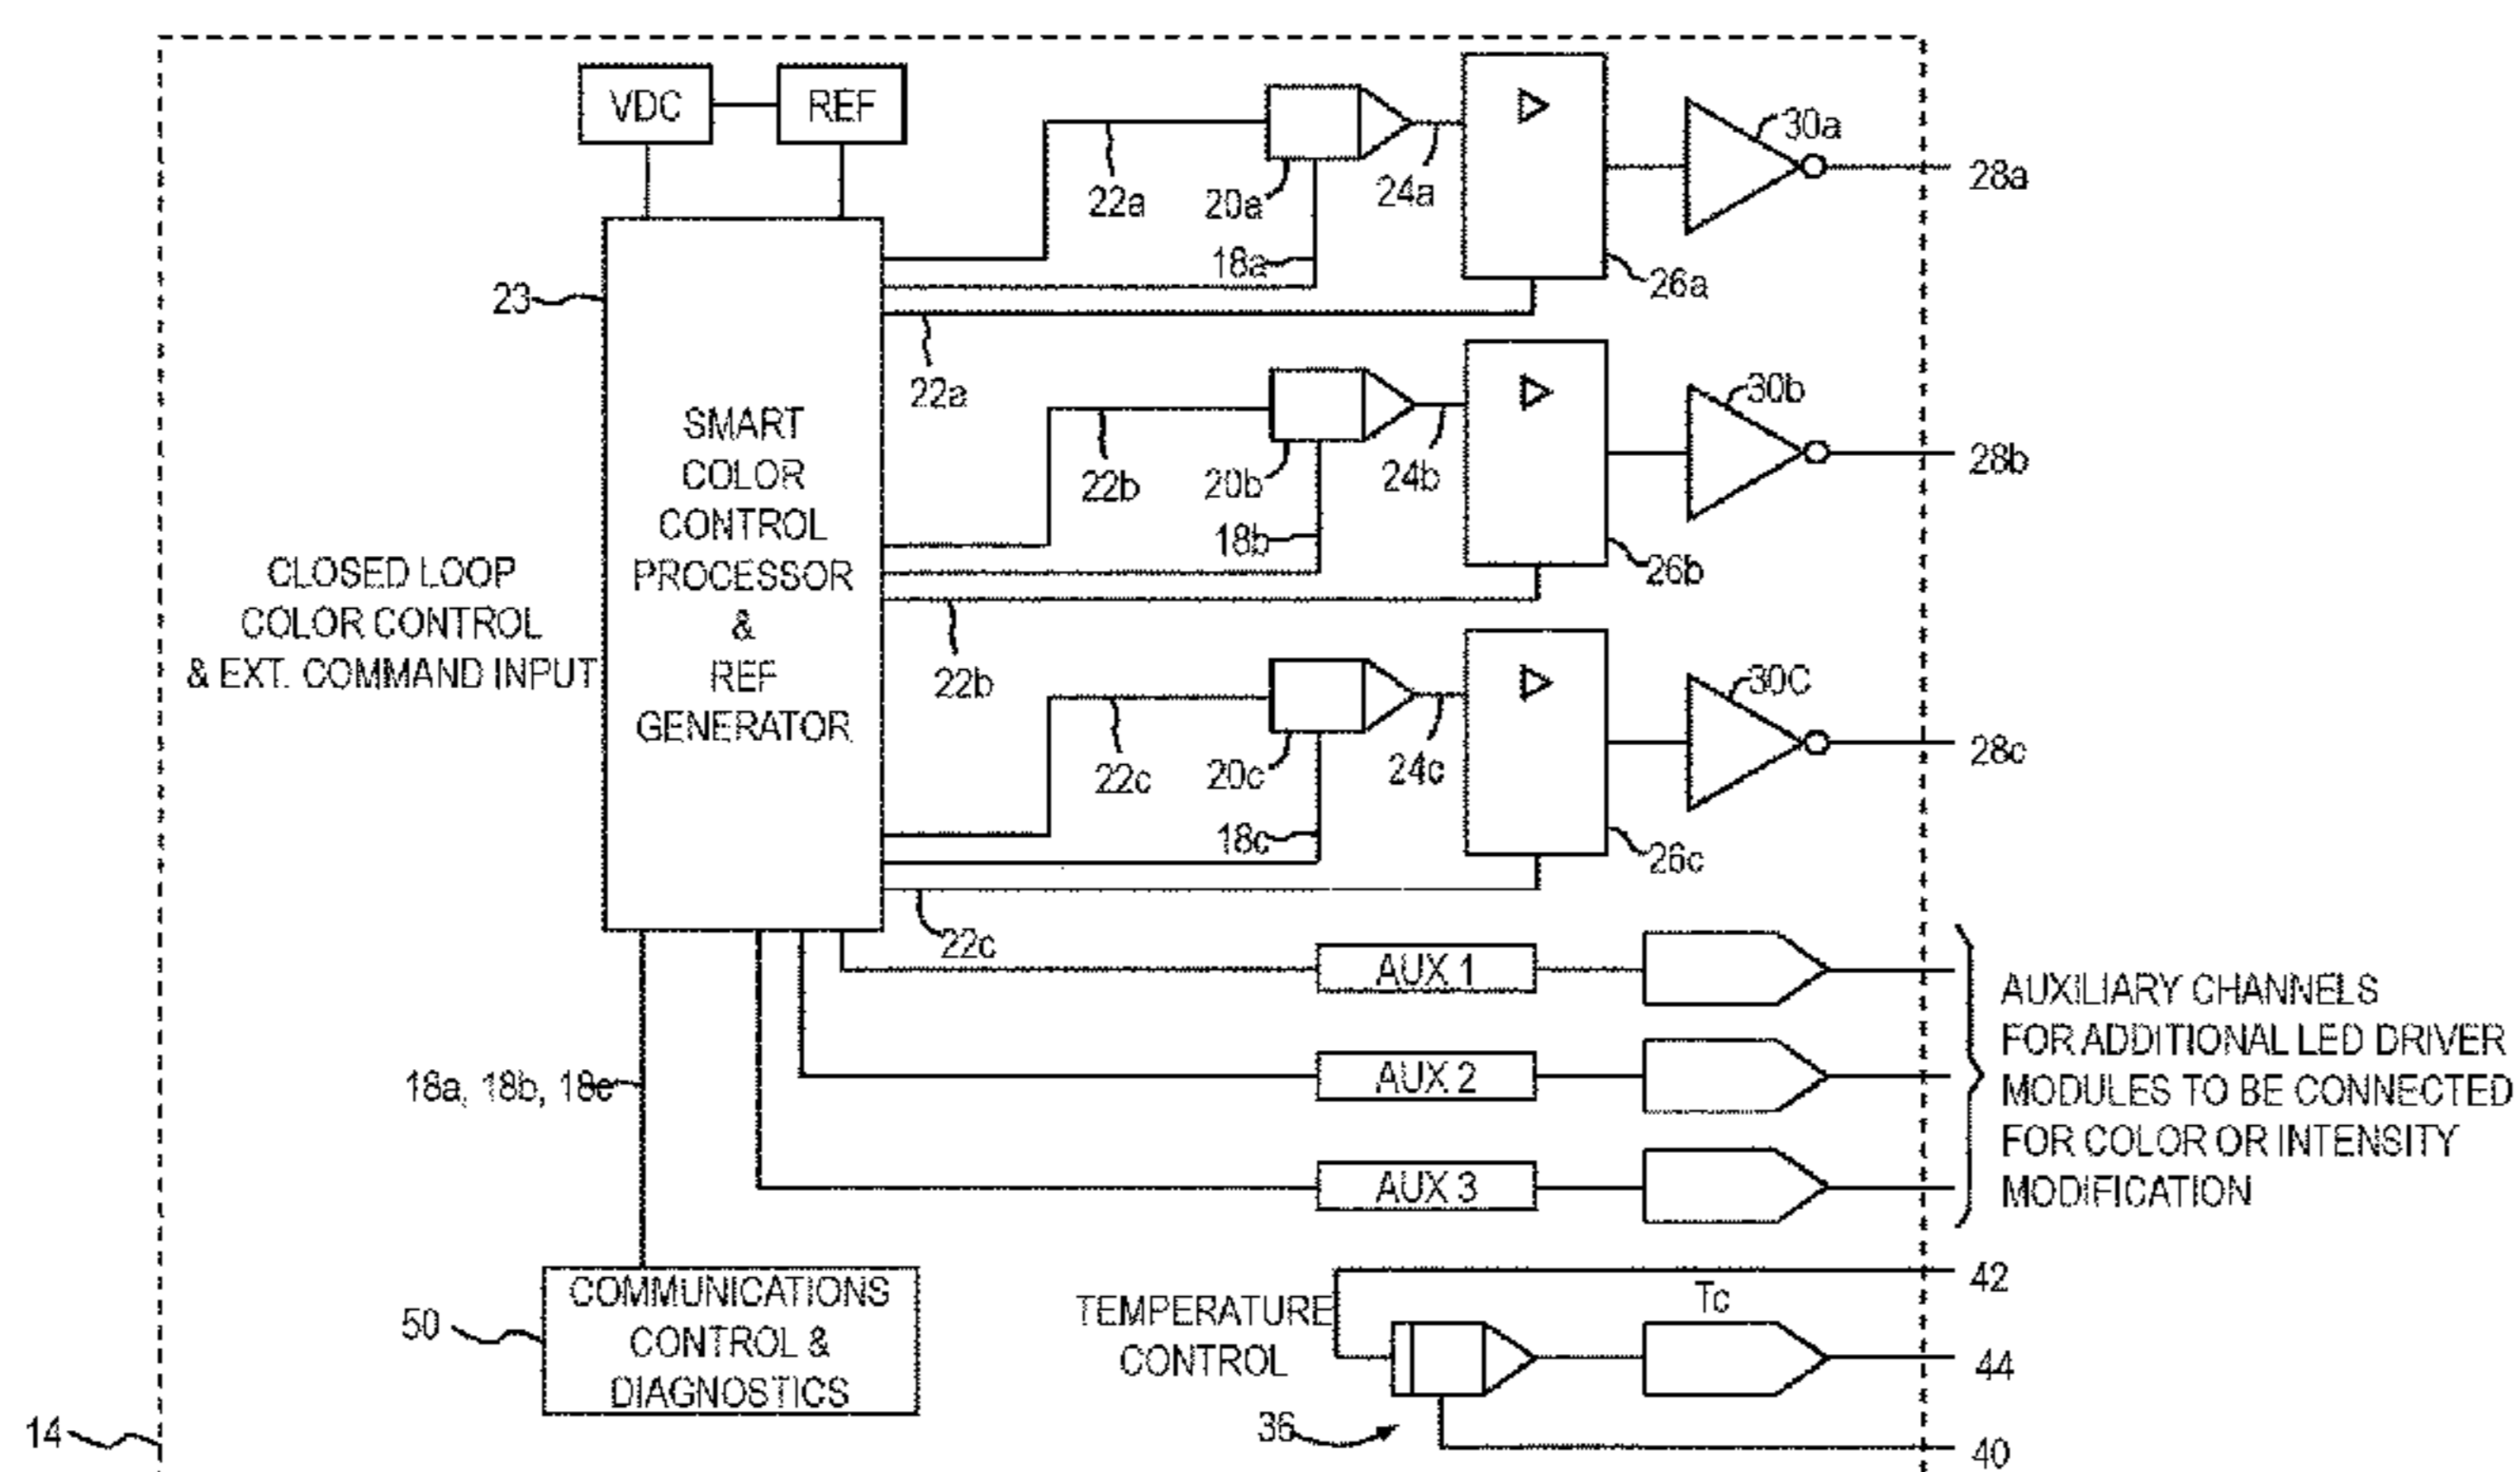 VDC
REF
30a
28a
22a
20a
24a
18a
26a
23
22a
SMART
COLOR
CONTROL
PROCESSOR
&
REF
GENERATOR
CLOSED LOOP
COLOR CONTROL
& EXT. COMMAND INPUT
30b
28b
22b
20b
24b
18b
26b
22b
30C
28c
22c
20c
24c
18c
26c
22c
AUX 1
AUX 2
AUX 3
AUXILIARY CHANNELS
FOR ADDITIONAL LED DRIVER
MODULES TO BE CONNECTED
FOR COLOR OR INTENSITY
MODIFICATION
18a, 18b, 18c
50
COMMUNICATIONS
CONTROL &
DIAGNOSTICS
TEMPERATURE
CONTROL
Tc
42
44
36
40
14